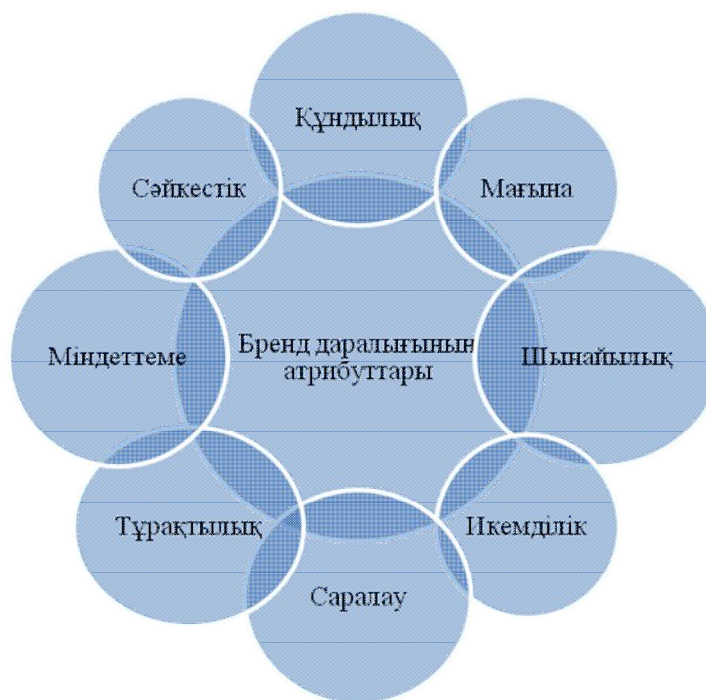 Құндылық
Сәйкестік
Мағына
Міндеттеме
Бренд даралығының
атрибуттары
Шынайылық
Тұрақтылық
Икемділік
Саралау